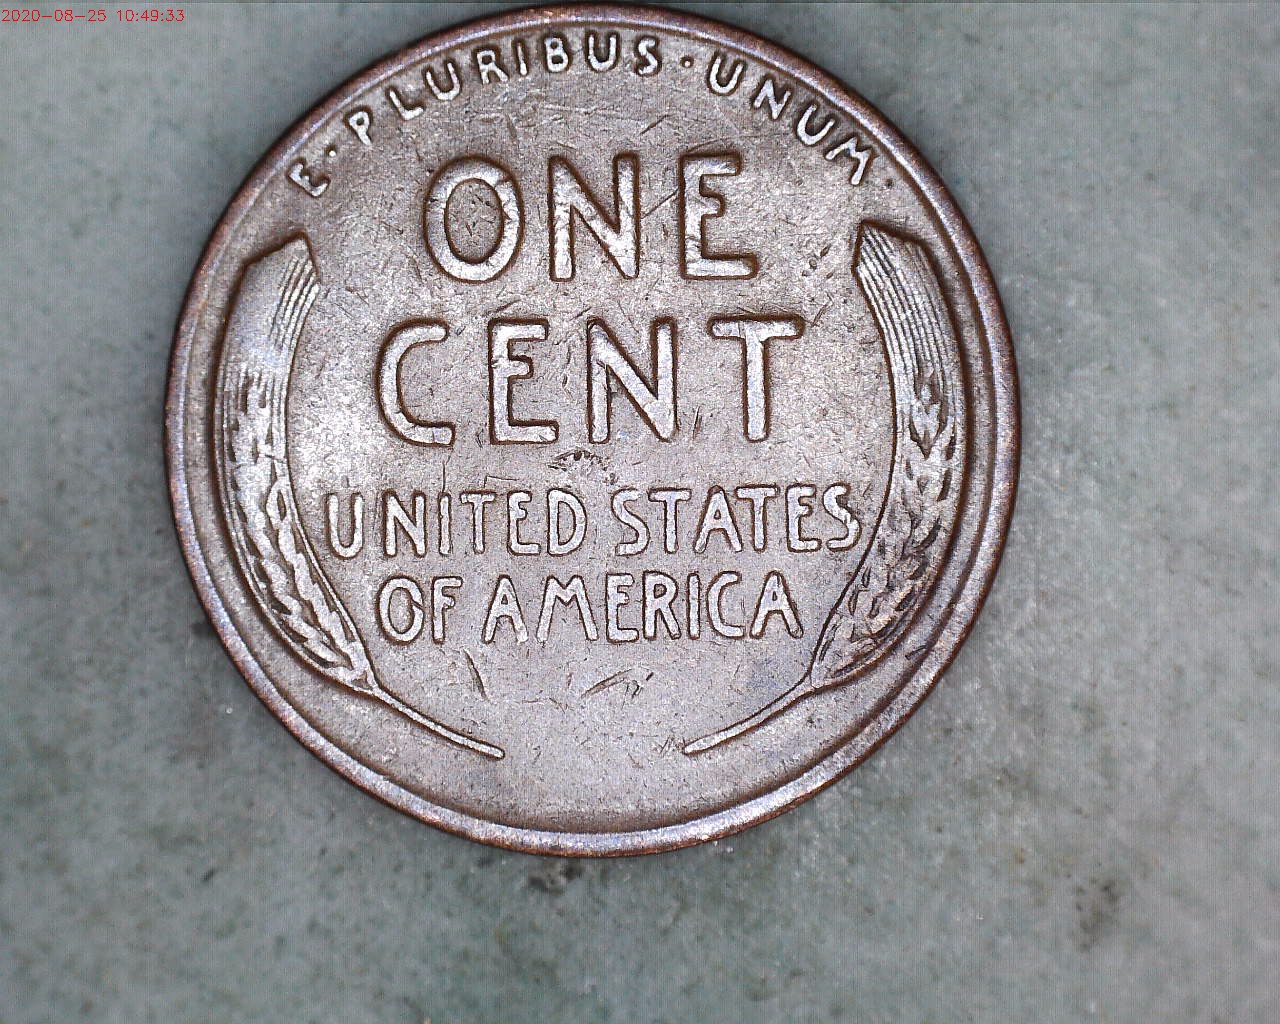 2020-08-25 10:49:33
E·PLURIBUS·UNUM·
ONE
CENT
UNITED STATES
OF AMERICA